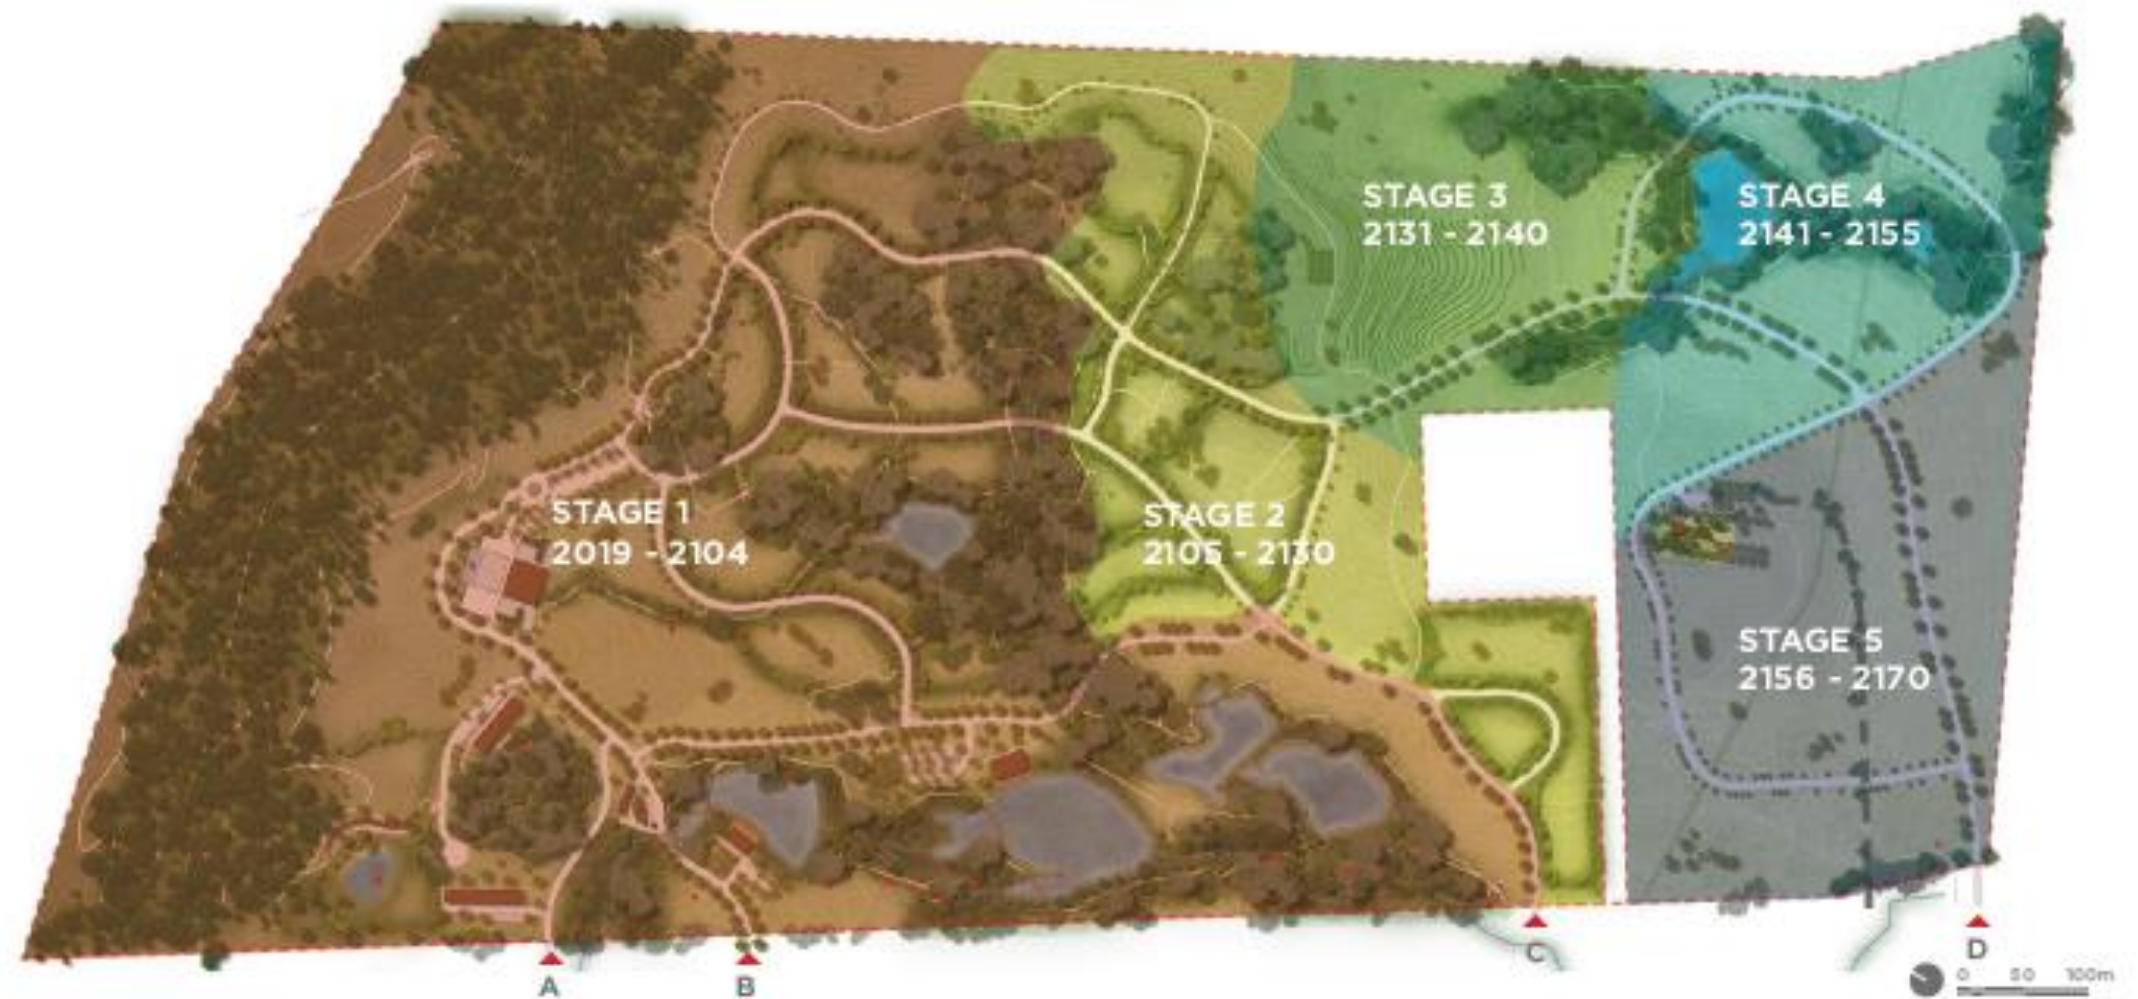 STAGE 3
2131 - 2140
STAGE 4
2141 - 2155
STAGE 1
2019 - 2104
STAGE 2
2105 - 2130
STAGE 5
2156 - 2170
A
B
C
D
0 50 100m